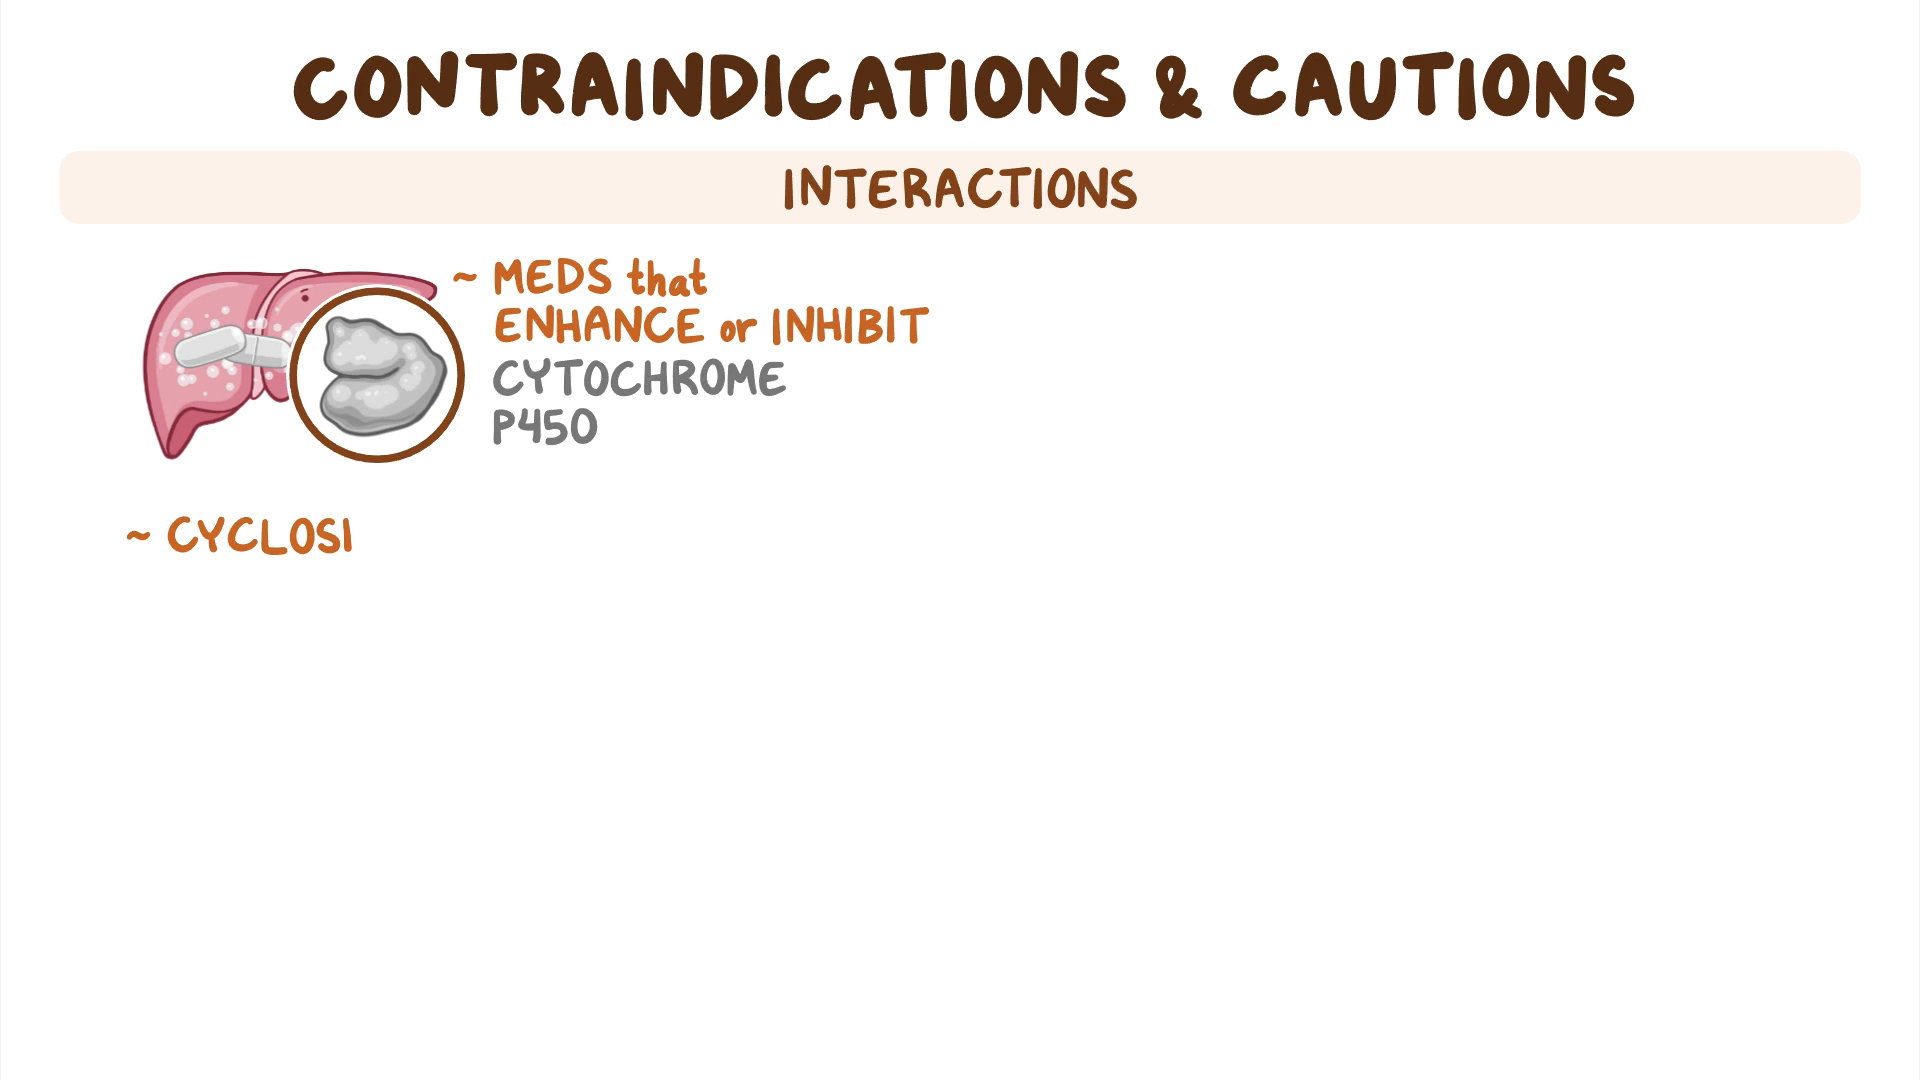 CONTRAINDICATIONS & CAUTIONS
INTERACTIONS
~ MEDS that
ENHANCE or INHIBIT
CYTOCHROME
P450
~ CYCLOSI